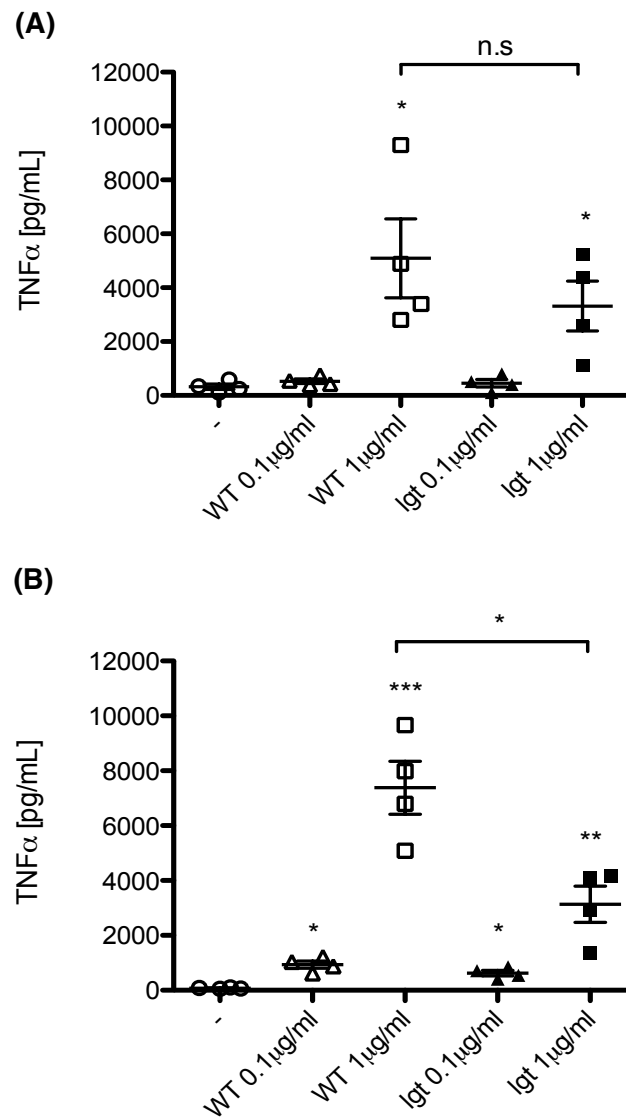 (A)
n.s
12000
*
10000
8000
*
6000
4000
2000
0
TNFα [pg/mL]
-
WT 0.1µg/ml
WT 1µg/ml
lgt 0.1µg/ml
lgt 1µg/ml
(B)
*
12000
***
10000
8000
6000
**
4000
*
*
2000
0
TNFα [pg/mL]
-
WT 0.1µg/ml
WT 1µg/ml
lgt 0.1µg/ml
lgt 1µg/ml